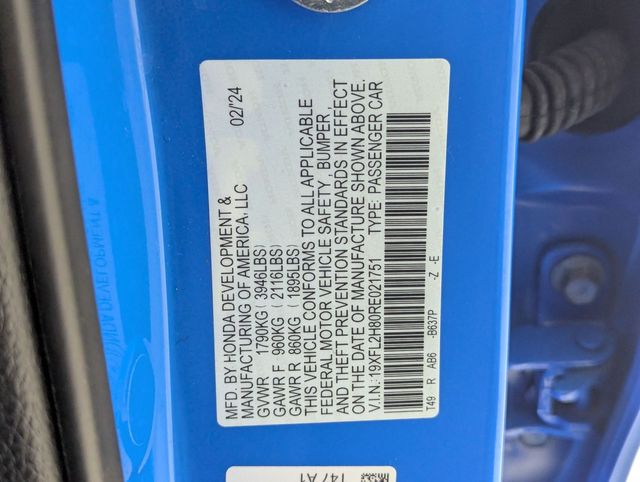 MFD. BY HONDA DEVELOPMENT & 02/'24
MANUFACTURING OF AMERICA, LLC
GVWR 1790KG ( 3946LBS)
GAWR F 960KG ( 2116LBS)
GAWR R 860KG ( 1896LBS)
THIS VEHICLE CONFORMS TO ALL APPLICABLE
FEDERAL MOTOR VEHICLE SAFETY, BUMPER,
AND THEFT PREVENTION STANDARDS IN EFFECT
ON THE DATE OF MANUFACTURE SHOWN ABOVE.
V.I.N.: 19XFL2H80RE021751 TYPE: PASSENGER CAR
T49 R AB6 -B637P -Z -E
T47A1